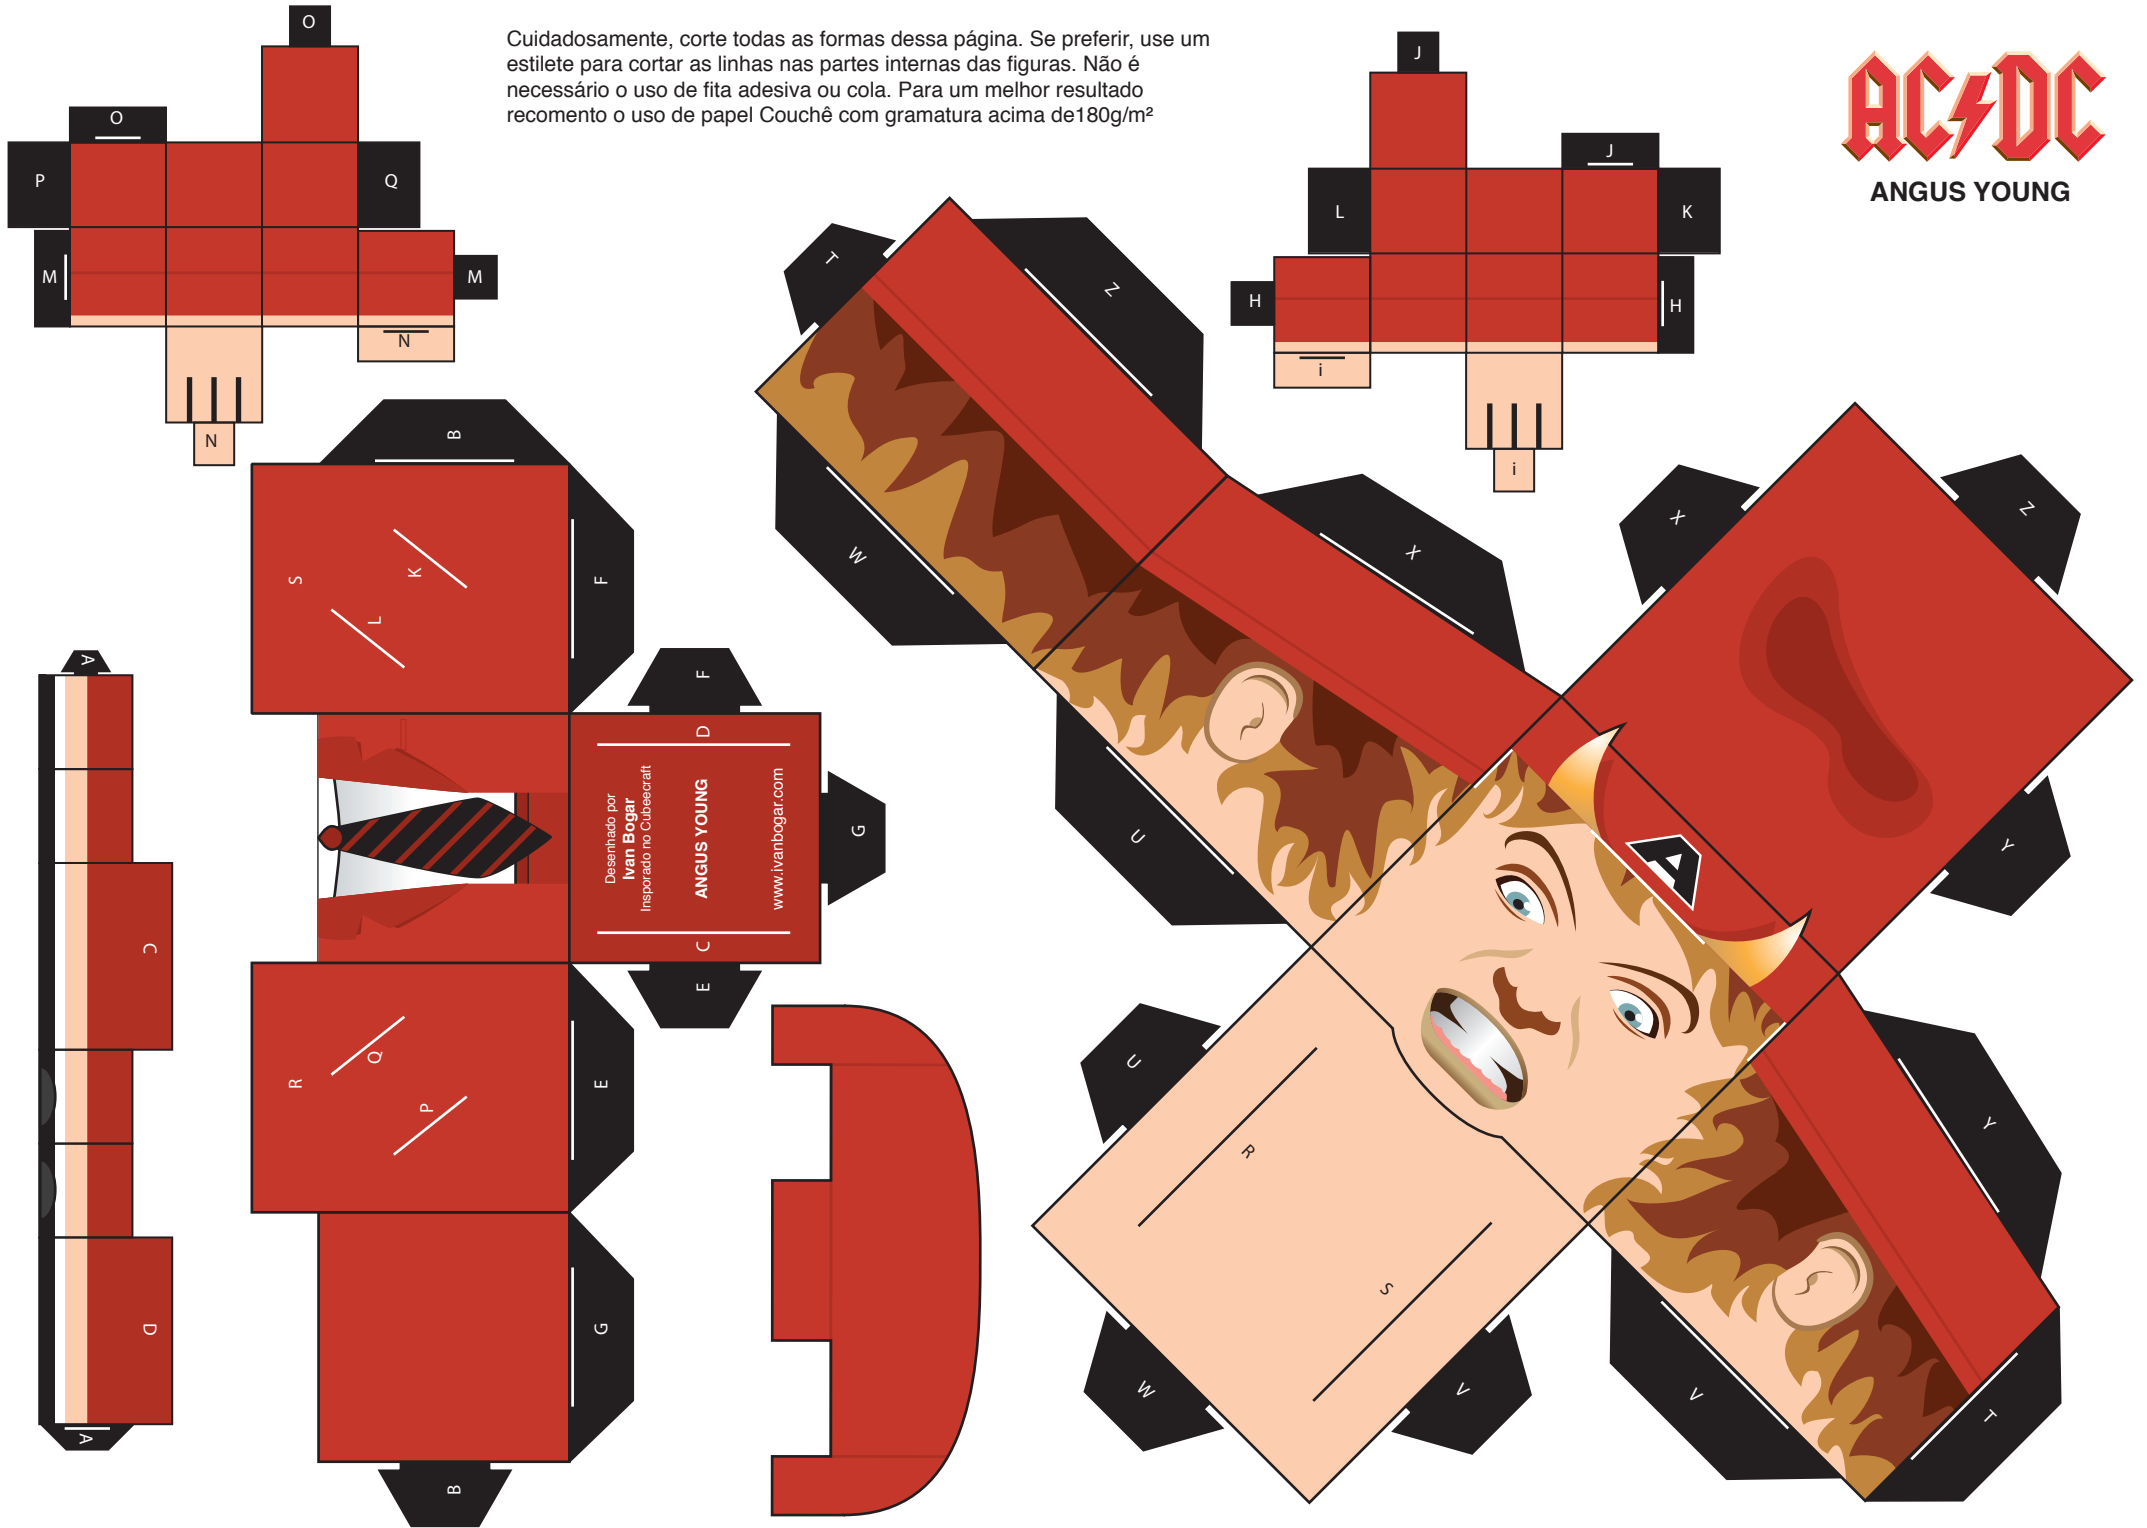 Cuidadosamente, corte todas as formas dessa página. Se preferir, use um
estilete para cortar as linhas nas partes internas das figuras. Não é
necessário o uso de fita adesiva ou cola. Para um melhor resultado
recomento o uso de papel Couchê com gramatura acima de180g/m²
AC DC
ANGUS YOUNG
O
O
P
Q
M
M
N
N
J
J
L
K
H
H
i
i
B
S
K
L
F
F
D
Desenhado por
Ivan Bogar
Insporado no Cubeecraft
ANGUS YOUNG
www.ivanbogar.com
C
G
E
R
Q
P
E
G
B
A
C
D
A
T
Z
W
X
U
X
Z
Y
A
U
R
S
W
V
Y
V
T